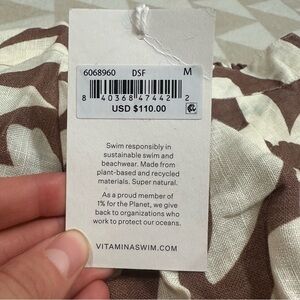 6068960 DSF M
8 40368 47442 2
USD $110.00
Swim responsibly in
sustainable swim and
beachwear. Made from
plant-based and recycled
materials. Super natural.
As a proud member of
1% for the Planet, we give
back to organizations who
work to protect our oceans.
VITAMINASWIM.COM